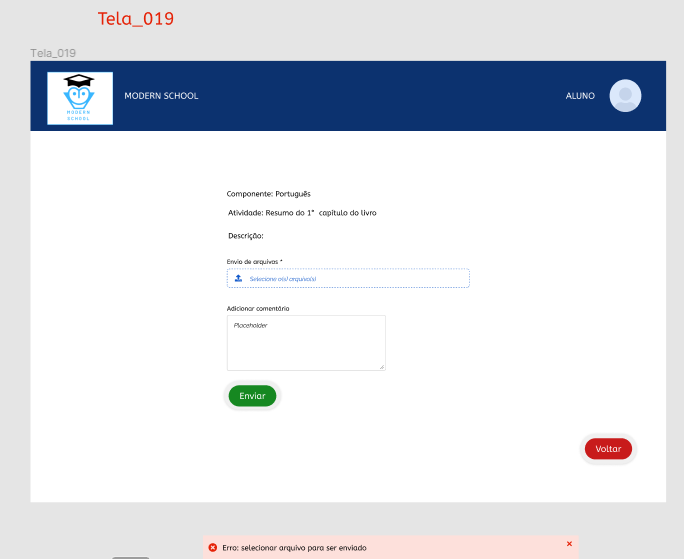 Tela_019
Tela_019
MODERN SCHOOL
ALUNO
MODERN
SCHOOL
Componente: Português
Atividade: Resumo do 1° capítulo do livro
Descrição:
Envio de arquivos *
Selecione o(s) arquivo(s)
Adicionar comentário
Placeholder
Enviar
Voltar
Erro: selecionar arquivo para ser enviado